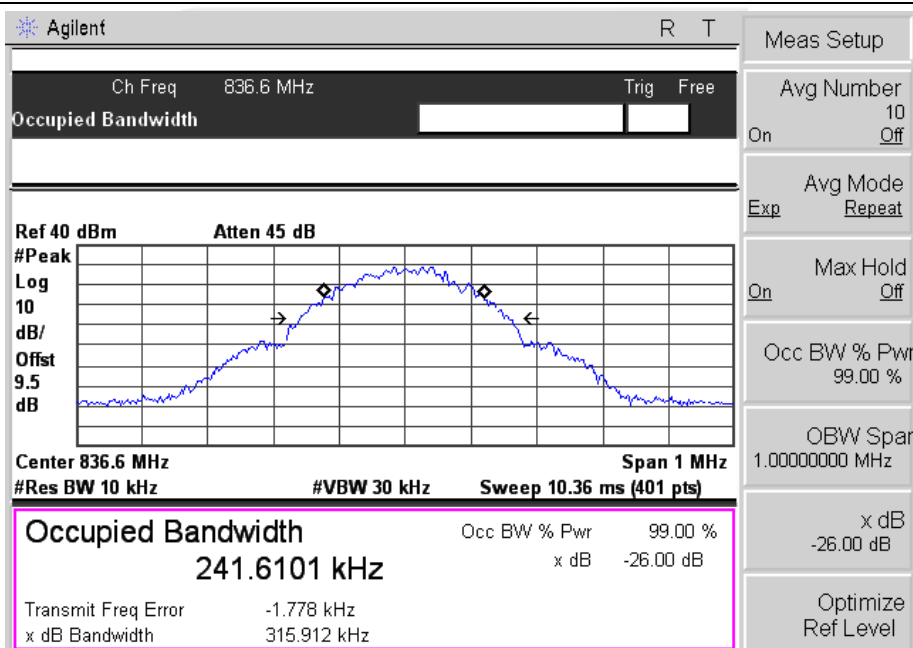 Agilent R T
Ch Freq 836.6 MHz Trig Free
Occupied Bandwidth
Ref 40 dBm Atten 45 dB
#Peak
Log
10
dB/
Offst
9.5
dB
Center 836.6 MHz Span 1 MHz
#Res BW 10 kHz #VBW 30 kHz Sweep 10.36 ms (401 pts)
Occupied Bandwidth
241.6101 kHz
Occ BW % Pwr 99.00 %
x dB -26.00 dB
Transmit Freq Error -1.778 kHz
x dB Bandwidth 315.912 kHz
Meas Setup
Avg Number
10
On Off
Avg Mode
Exp Repeat
Max Hold
On Off
Occ BW % Pwr
99.00 %
OBW Span
1.00000000 MHz
x dB
-26.00 dB
Optimize
Ref Level